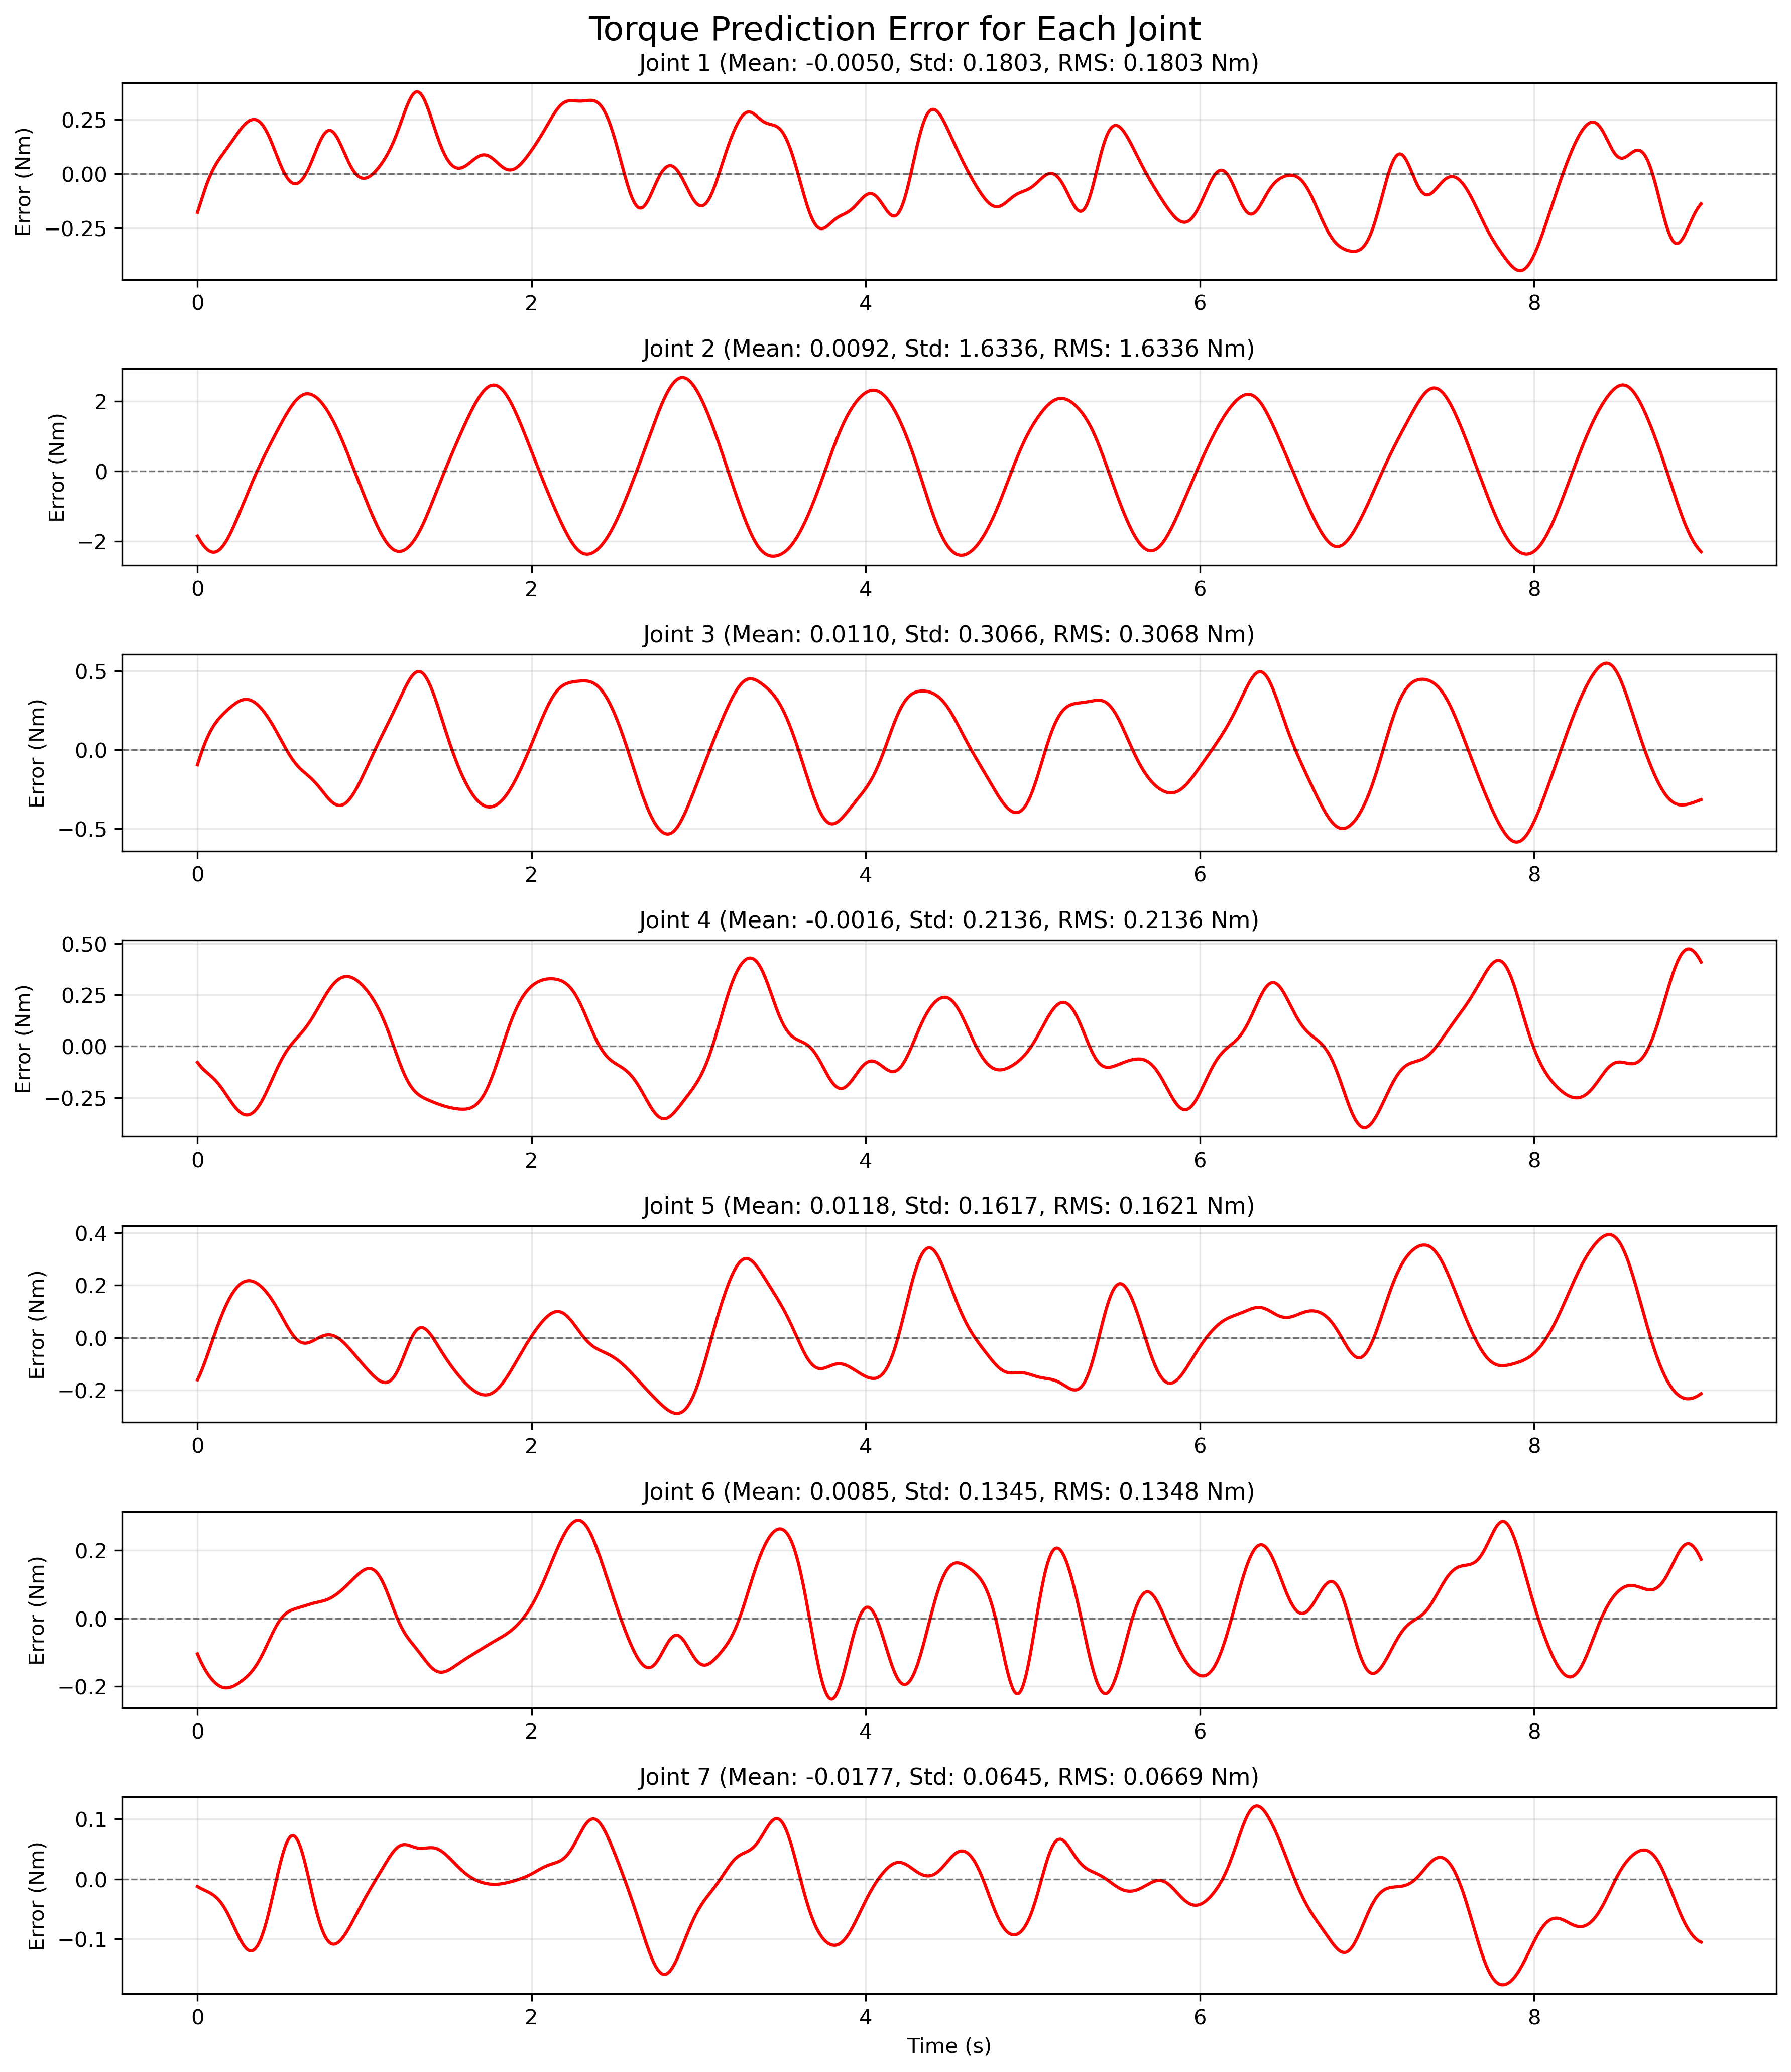 Torque Prediction Error for Each Joint
Joint 1 (Mean: -0.0050, Std: 0.1803, RMS: 0.1803 Nm)
Error (Nm)
0.25
0.00
−0.25
0 2 4 6 8
Joint 2 (Mean: 0.0092, Std: 1.6336, RMS: 1.6336 Nm)
Error (Nm)
2
0
−2
0 2 4 6 8
Joint 3 (Mean: 0.0110, Std: 0.3066, RMS: 0.3068 Nm)
Error (Nm)
0.5
0.0
−0.5
0 2 4 6 8
Joint 4 (Mean: -0.0016, Std: 0.2136, RMS: 0.2136 Nm)
Error (Nm)
0.50
0.25
0.00
−0.25
0 2 4 6 8
Joint 5 (Mean: 0.0118, Std: 0.1617, RMS: 0.1621 Nm)
Error (Nm)
0.4
0.2
0.0
−0.2
0 2 4 6 8
Joint 6 (Mean: 0.0085, Std: 0.1345, RMS: 0.1348 Nm)
Error (Nm)
0.2
0.0
−0.2
0 2 4 6 8
Joint 7 (Mean: -0.0177, Std: 0.0645, RMS: 0.0669 Nm)
Error (Nm)
0.1
0.0
−0.1
0 2 4 6 8
Time (s)